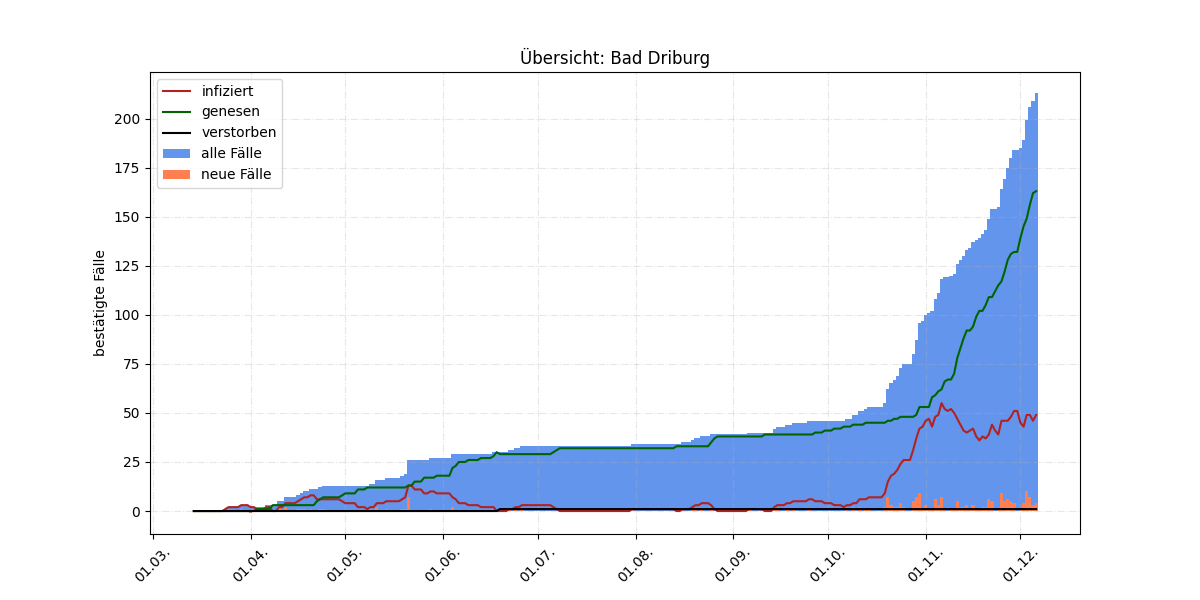 Übersicht: Bad Driburg
infiziert
genesen
verstorben
alle Fälle
neue Fälle
bestätigte Fälle
200
175
150
125
100
75
50
25
0
01.03.
01.04.
01.05.
01.06.
01.07.
01.08.
01.09.
01.10.
01.11.
01.12.